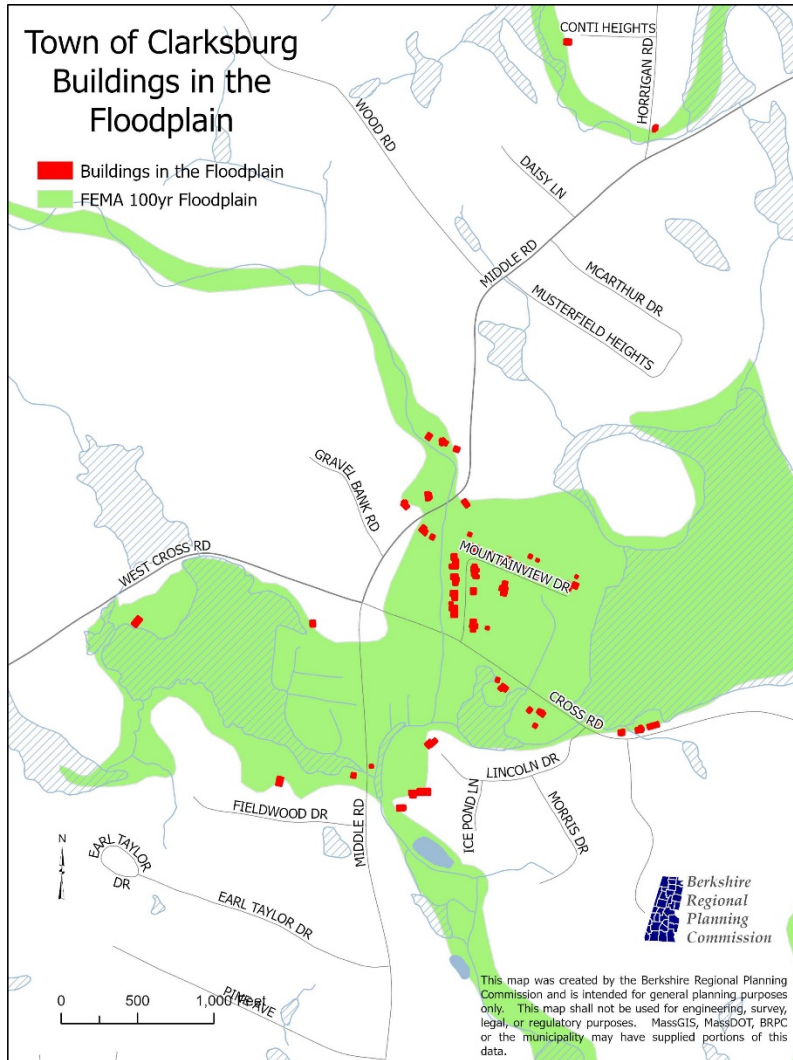 Town of Clarksburg
Buildings in the
Floodplain
Buildings in the Floodplain
FEMA 100yr Floodplain
CONTI HEIGHTS
HORRIGAN RD
WOOD RD
DAISY LN
MIDDLE RD
MCARTHUR DR
MUSTERFIELD HEIGHTS
GRAVEL BANK RD
WEST CROSS RD
MOUNTAINVIEW DR
CROSS RD
LINCOLN DR
ICE POND LN
MORRIS DR
FIELDWOOD DR
MIDDLE RD
N
EARL TAYLOR
DR
EARL TAYLOR DR
PINE AVE
0 500 1,000 Feet
Berkshire
Regional
Planning
Commission
This map was created by the Berkshire Regional Planning
Commission and is intended for general planning purposes
only. This map shall not be used for engineering, survey,
legal, or regulatory purposes. MassGIS, MassDOT, BRPC
or the municipality may have supplied portions of this
data.